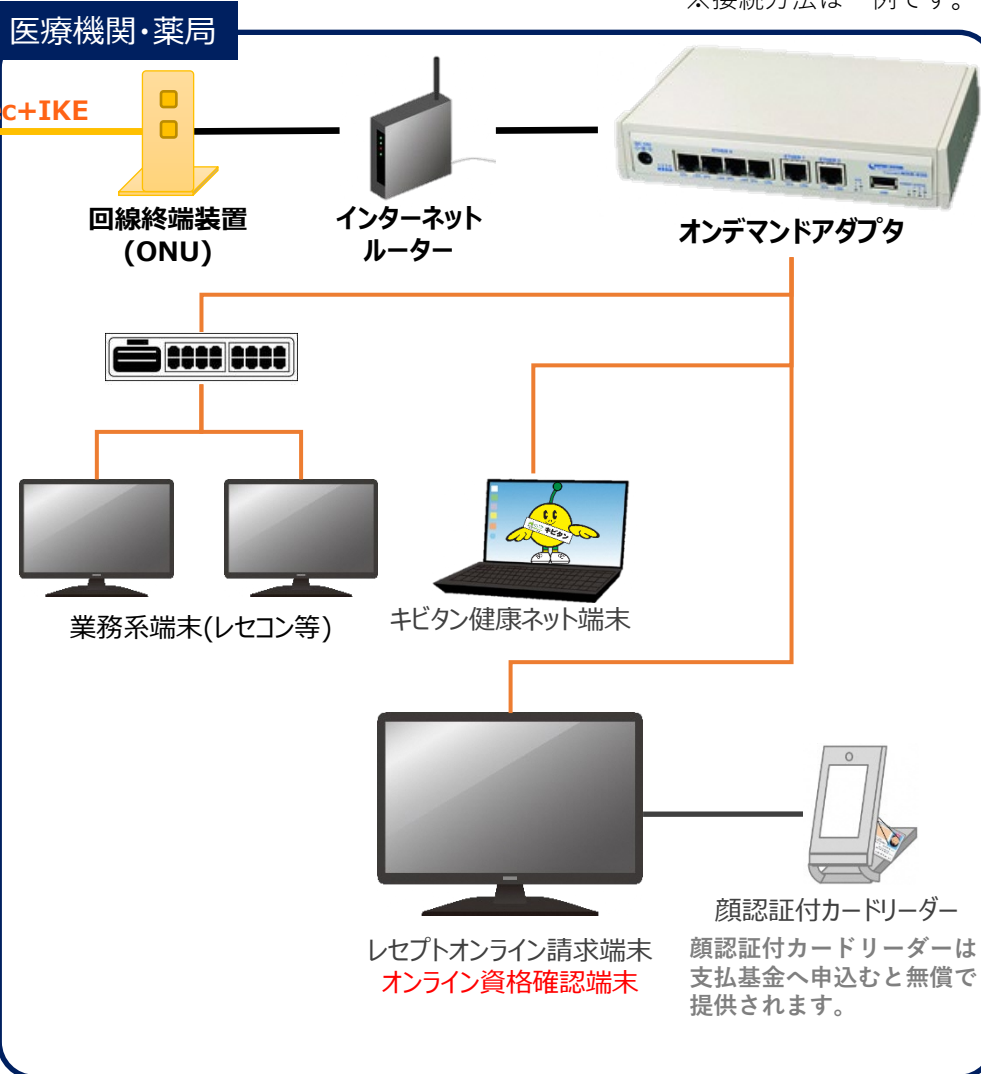 ※接続方法は一例です。
医療機関・薬局
c+IKE
回線終端装置
(ONU)
インターネット
ルーター
オンデマンドアダプタ
業務系端末(レセコン等)
キビタン健康ネット端末
レセプトオンライン請求端末
オンライン資格確認端末
顔認証付カードリーダー
顔認証付カードリーダーは
支払基金へ申込むと無償で
提供されます。